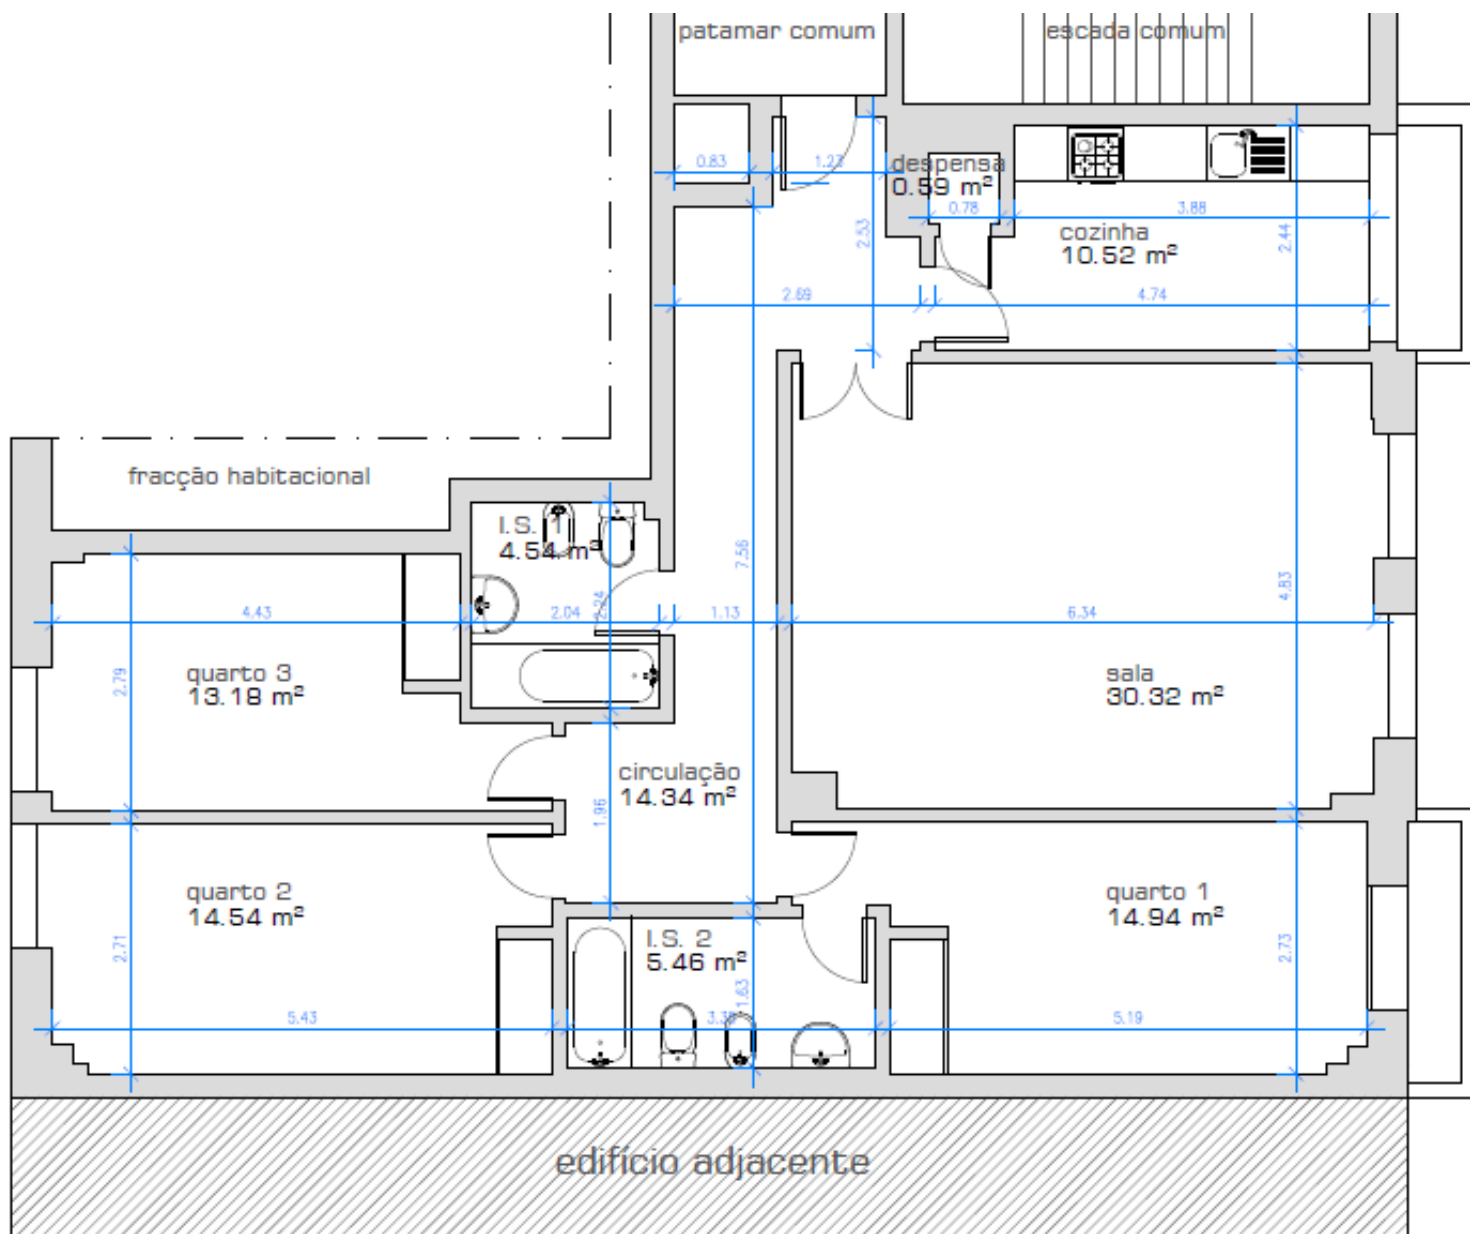 patamar comum
escada comum
0.83
1.27
despensa
0.59 m²
0.78
3.88
2.53
cozinha
10.52 m²
2.44
2.69
4.74
fracção habitacional
I.S. 1
4.54 m²
7.56
4.43
2.04
2.24
1.13
6.34
4.83
quarto 3
13.18 m²
2.79
sala
30.32 m²
circulação
14.34 m²
1.96
quarto 2
14.54 m²
quarto 1
14.94 m²
2.71
I.S. 2
5.46 m²
2.73
1.63
5.43
5.19
edifício adjacente